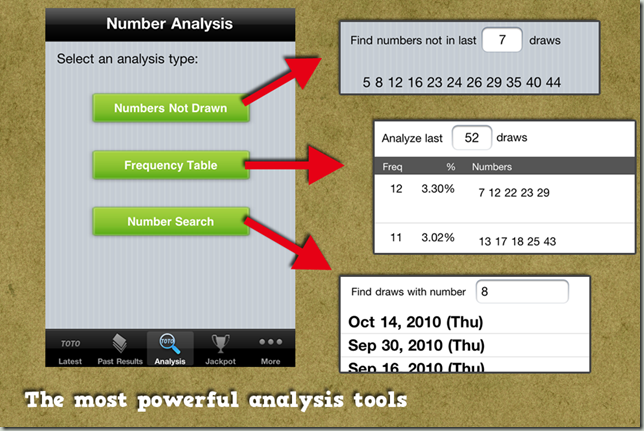 Number Analysis
Select an analysis type:
Numbers Not Drawn
Frequency Table
Number Search
TOTO
TOTO
Latest Past Results Analysis Jackpot More
Find numbers not in last 7 draws
5 8 12 16 23 24 26 29 35 40 44
Analyze last 52 draws
Freq % Numbers
12 3.30% 7 12 22 23 29
11 3.02% 13 17 18 25 43
Find draws with number 8
Oct 14, 2010 (Thu)
Sep 30, 2010 (Thu)
Sep 16, 2010 (Thu)
The most powerful analysis tools